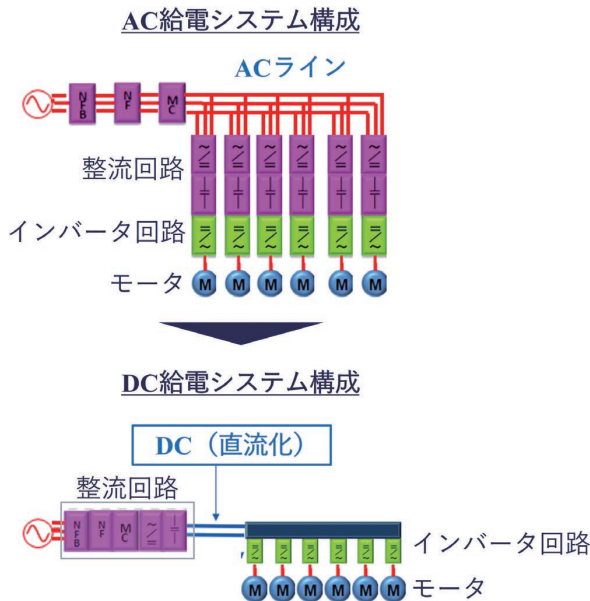 AC給電システム構成
ACライン
NFB
NF
MC
整流回路
インバータ回路
モータ
M M M M M M
DC給電システム構成
DC（直流化）
整流回路
NFB
NF
MC
インバータ回路
モータ
M M M M M M